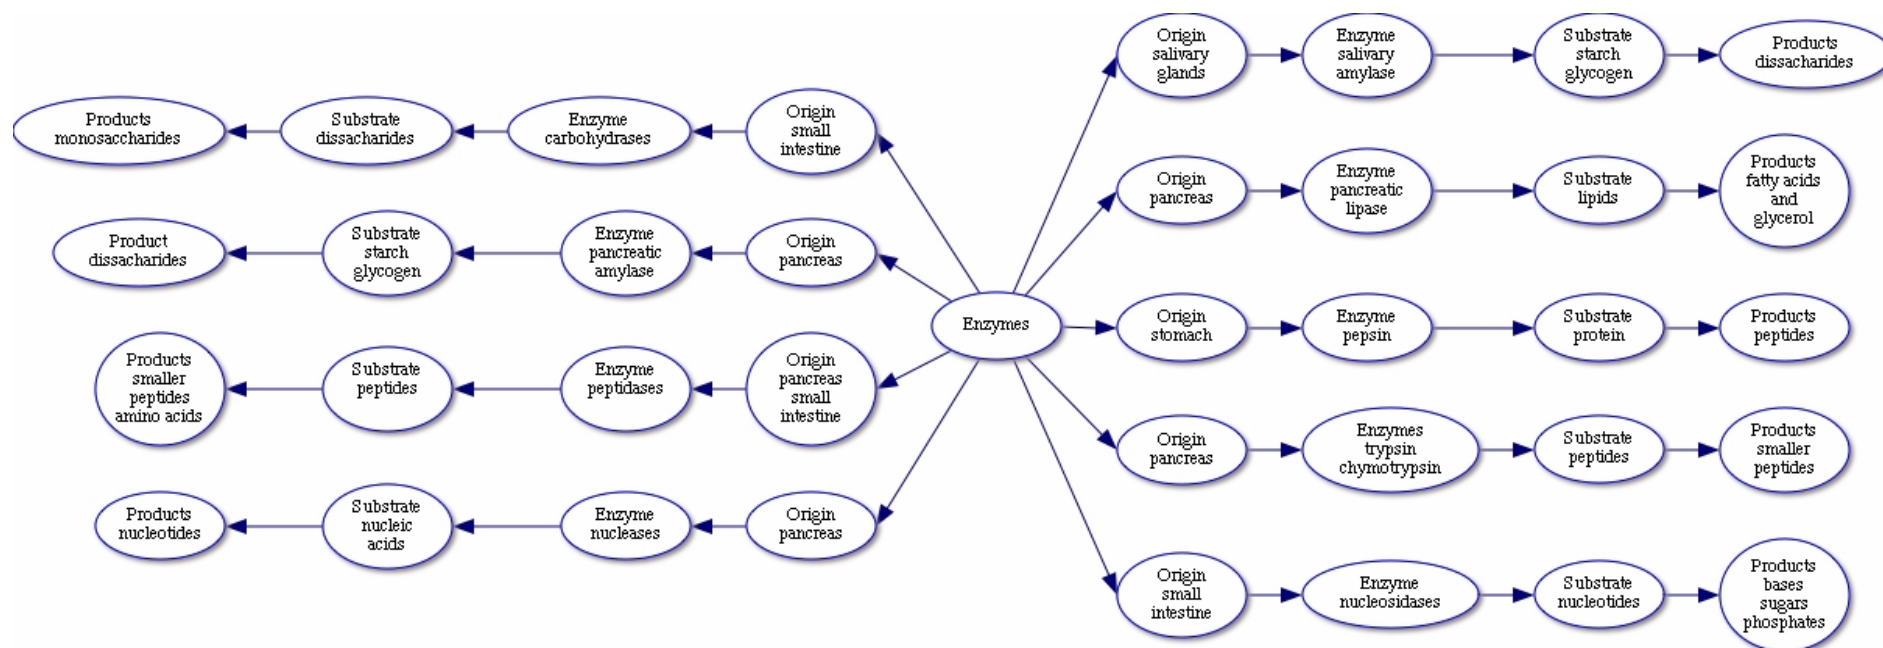 Origin
salivary
glands
Enzyme
salivary
amylase
Substrate
starch
glycogen
Products
dissacharides
Products
monosaccharides
Substrate
dissacharides
Enzyme
carbohydrases
Origin
small
intestine
Origin
pancreas
Enzyme
pancreatic
lipase
Substrate
lipids
Products
fatty acids
and
glycerol
Product
dissacharides
Substrate
starch
glycogen
Enzyme
pancreatic
amylase
Origin
pancreas
Enzymes
Origin
stomach
Enzyme
pepsin
Substrate
protein
Products
peptides
Products
smaller
peptides
amino acids
Substrate
peptides
Enzyme
peptidases
Origin
pancreas
small
intestine
Origin
pancreas
Enzymes
trypsin
chymotrypsin
Substrate
peptides
Products
smaller
peptides
Products
nucleotides
Substrate
nucleic
acids
Enzyme
nucleases
Origin
pancreas
Origin
small
intestine
Enzyme
nucleosidases
Substrate
nucleotides
Products
bases
sugars
phosphates